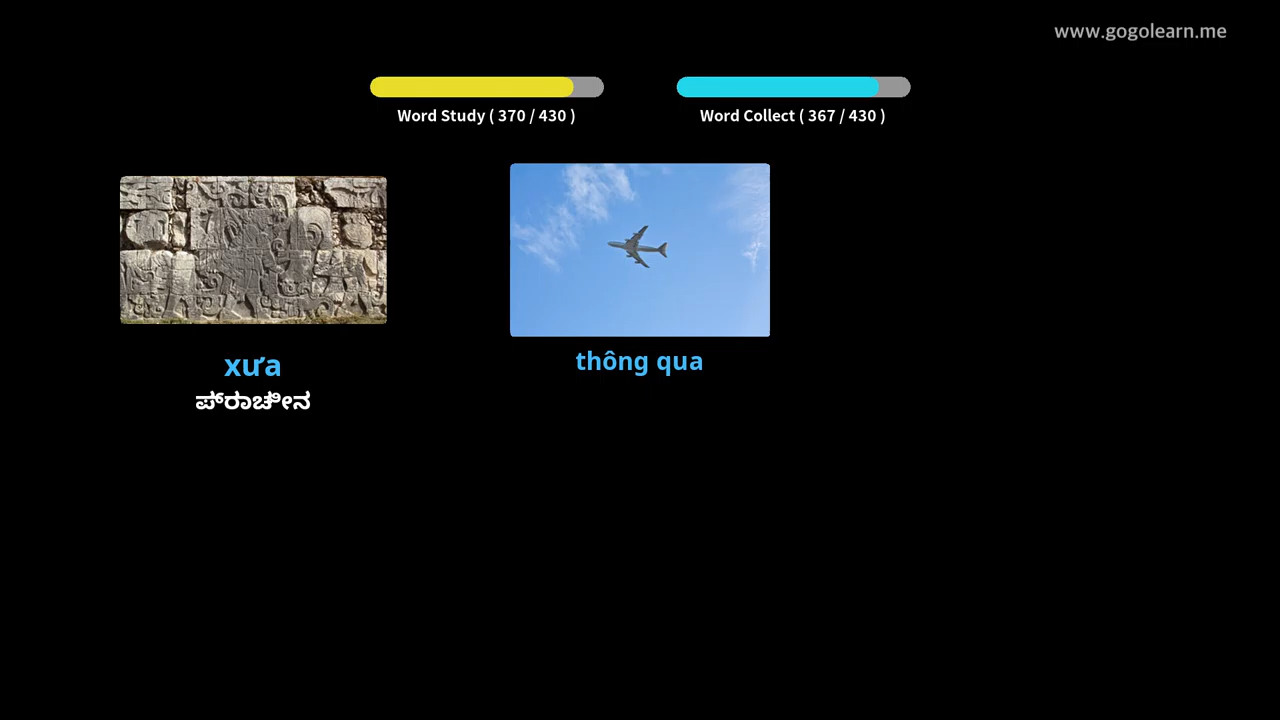 www.gogolearn.me
Word Study ( 370 / 430 )
Word Collect ( 367 / 430 )
xưa
ಪ್ರಾಚೀನ
thông qua